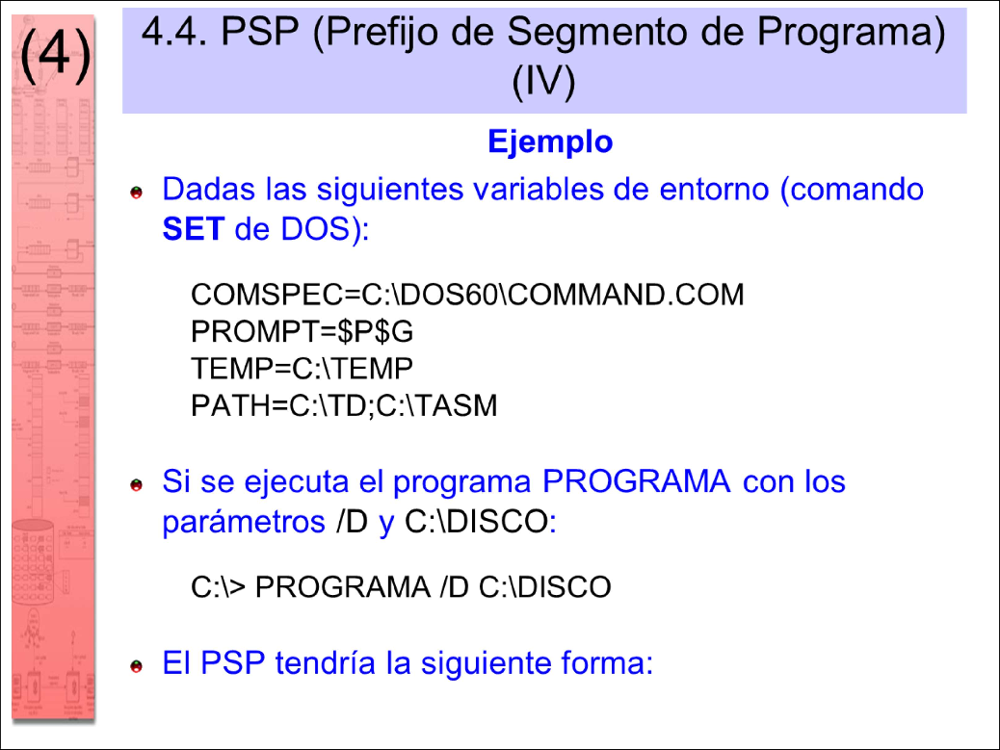 (4)
4.4. PSP (Prefijo de Segmento de Programa)
(IV)
Ejemplo
Dadas las siguientes variables de entorno (comando
SET de DOS):
COMSPEC=C:\DOS60\COMMAND.COM
PROMPT=$P$G
TEMP=C:\TEMP
PATH=C:\TD;C:\TASM
Si se ejecuta el programa PROGRAMA con los
parámetros /D y C:\DISCO:
C:\> PROGRAMA /D C:\DISCO
El PSP tendría la siguiente forma: